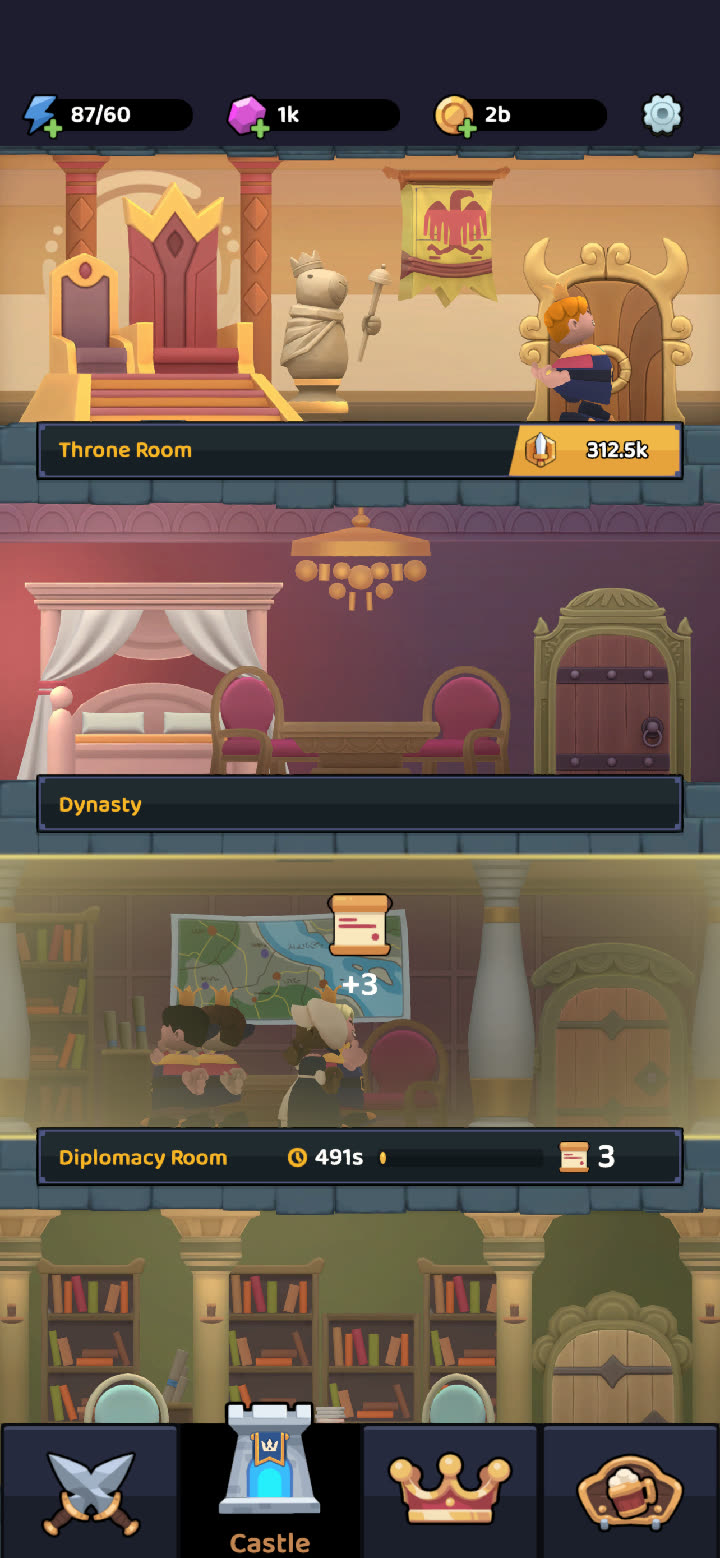 87/60
1k
2b
Throne Room
312.5k
Dynasty
+3
Diplomacy Room
491s
3
Castle